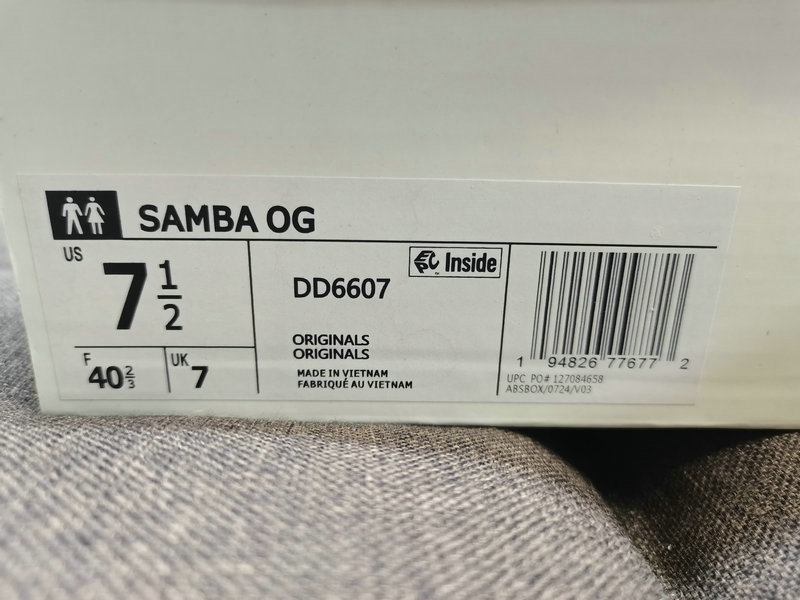 SAMBA OG
US
7 1/2
F
40 2/3
UK
7
DD6607
Inside
ORIGINALS
ORIGINALS
MADE IN VIETNAM
FABRIQUÉ AU VIETNAM
1 94826 77677 2
UPC PO# 127084658
ABSBOX/0724/V03